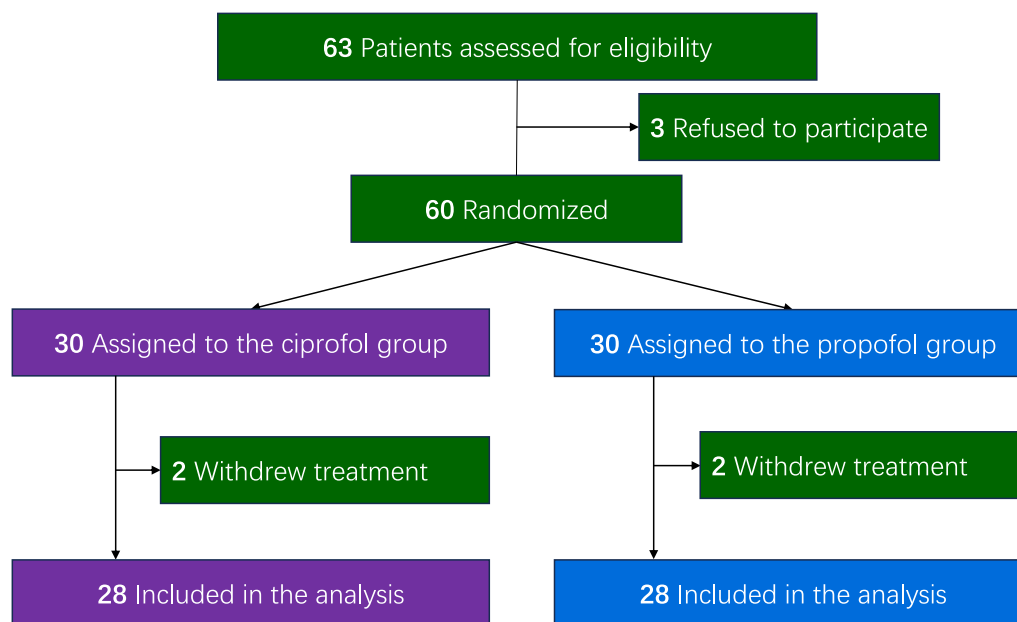 63 Patients assessed for eligibility
3 Refused to participate
60 Randomized
30 Assigned to the ciprofol group
30 Assigned to the propofol group
2 Withdrew treatment
2 Withdrew treatment
28 Included in the analysis
28 Included in the analysis